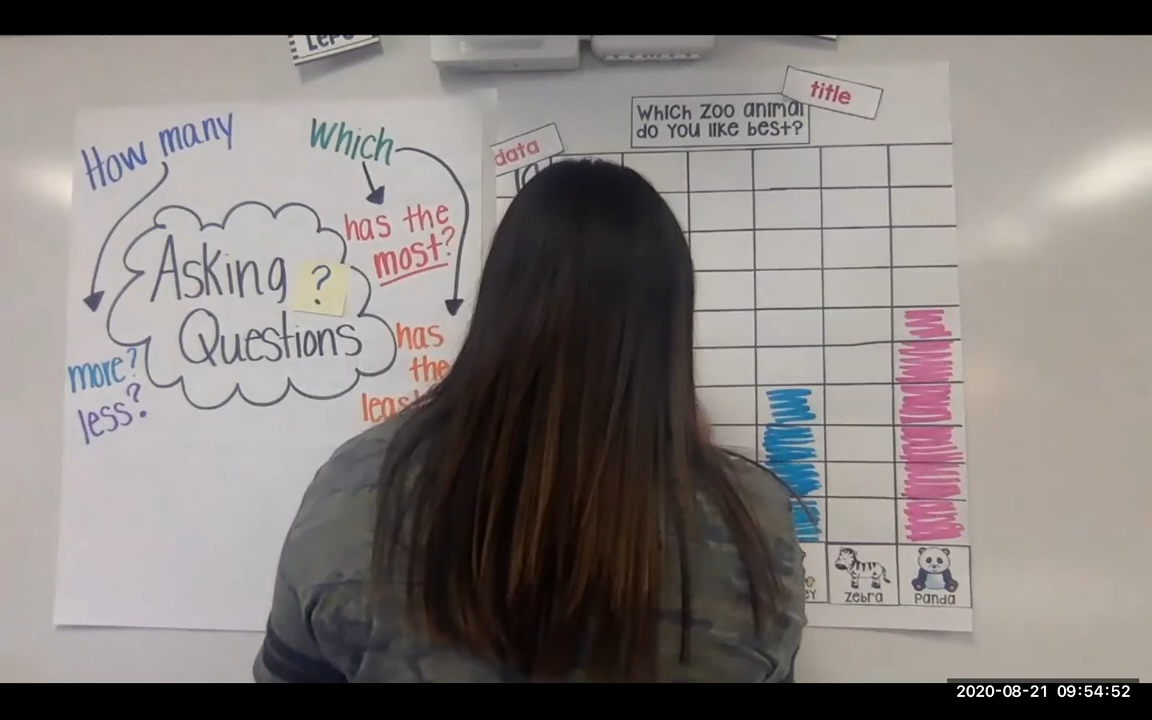 How many
Which
has the
most?
Asking ?
Questions
has
the
more?
less?
title
Which zoo animal
do you like best?
data
10
zebra
panda
2020-08-21 09:54:52